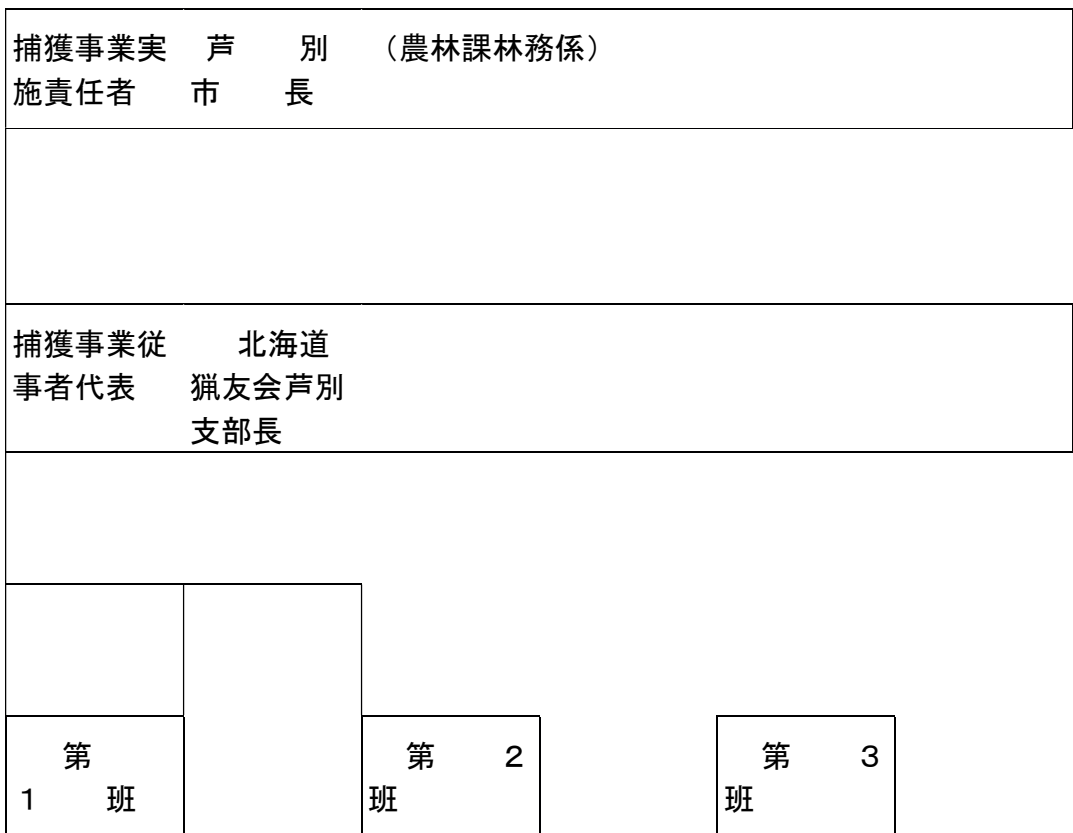 捕獲事業実 芦 別 （農林課林務係）
施責任者 市 長
捕獲事業従 北海道
事者代表 猟友会芦別
支部長
第 第 ２ 第 ３
１ 班 班 班